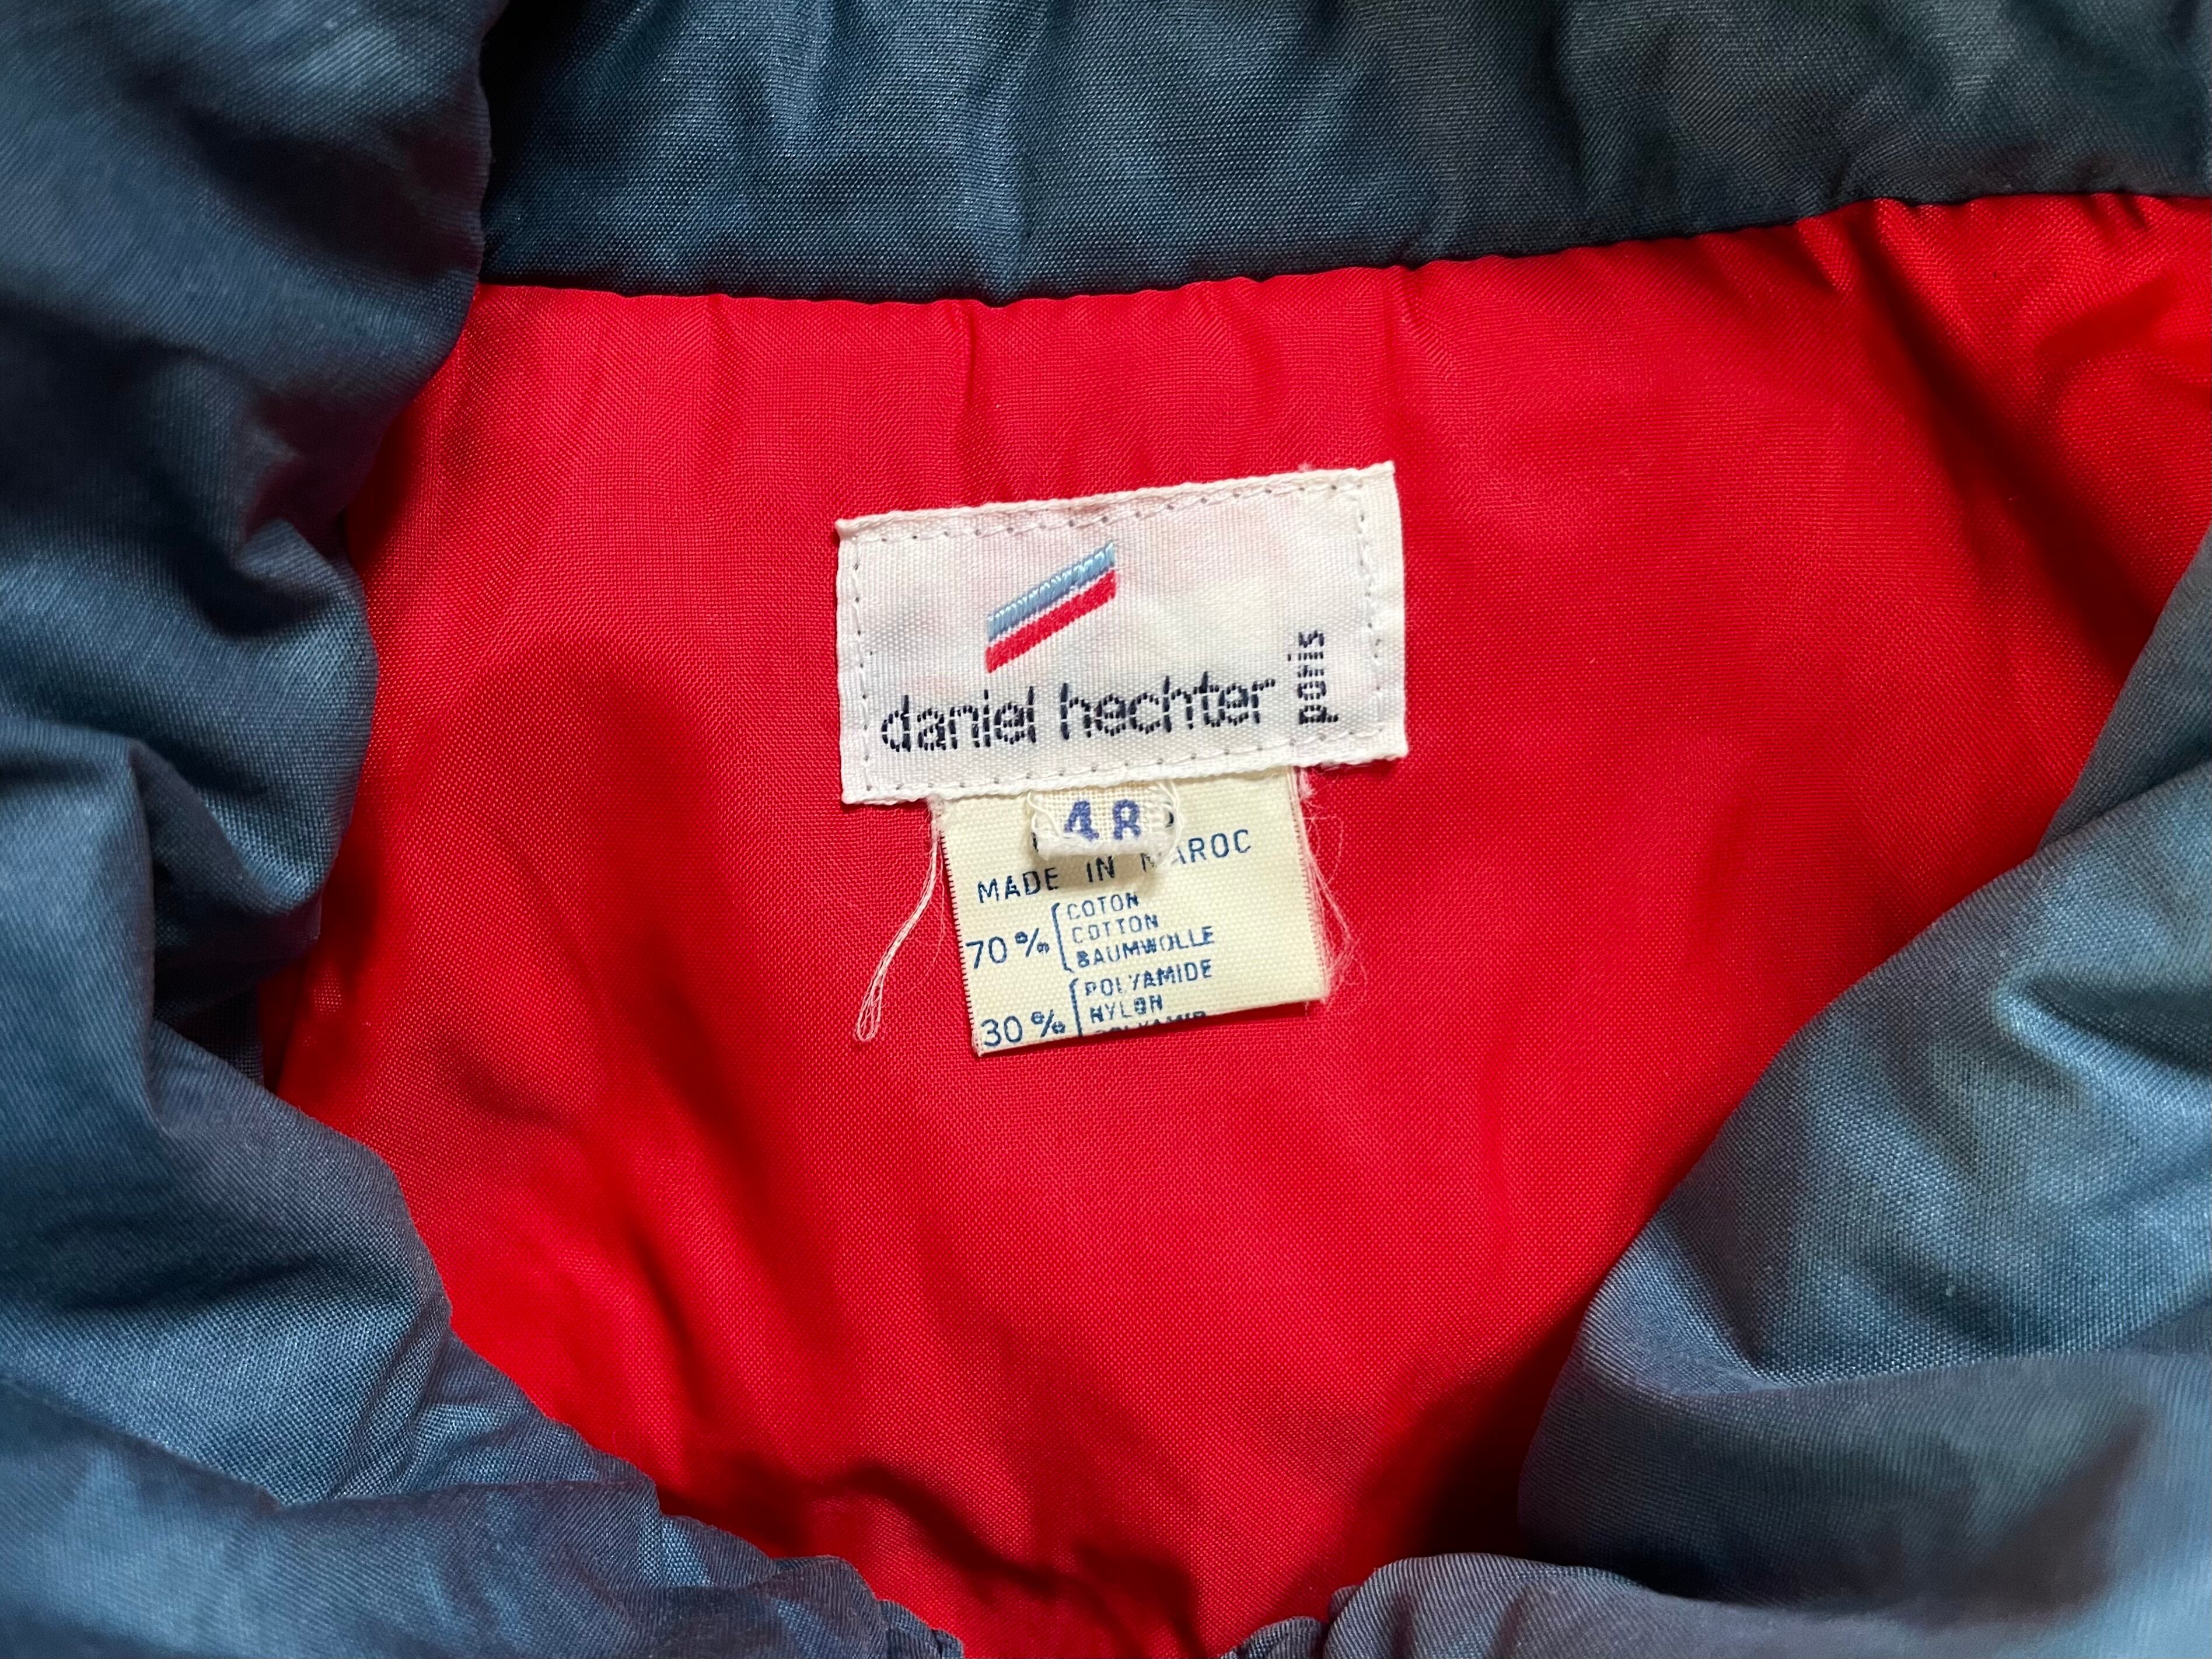 daniel hechter
paris
48
MADE IN MAROC
70% COTON
COTTON
BAUMWOLLE
30% POLYAMIDE
NYLON